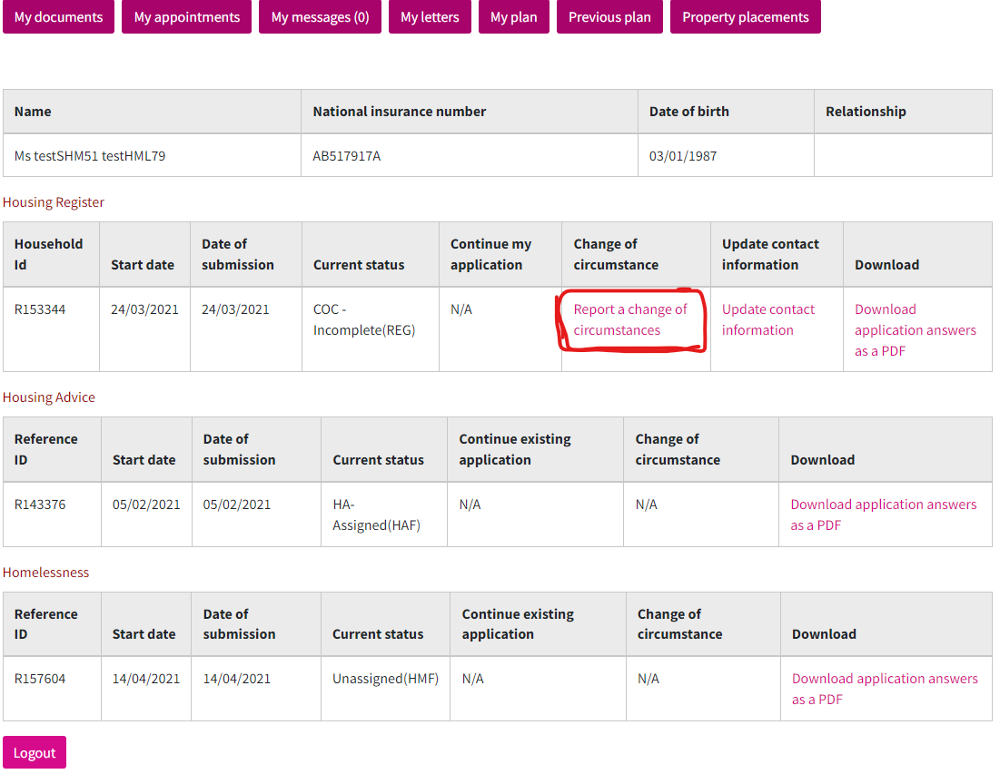 My documents My appointments My messages (0) My letters My plan Previous plan Property placements
Name National insurance number Date of birth Relationship
Ms testSHM51 testHML79 AB517917A 03/01/1987
Housing Register
Household Id Start date Date of submission Current status Continue my application Change of circumstance Update contact information Download
R153344 24/03/2021 24/03/2021 COC - Incomplete(REG) N/A Report a change of circumstances Update contact information Download application answers as a PDF
Housing Advice
Reference ID Start date Date of submission Current status Continue existing application Change of circumstance Download
R143376 05/02/2021 05/02/2021 HA-Assigned(HAF) N/A N/A Download application answers as a PDF
Homelessness
Reference ID Start date Date of submission Current status Continue existing application Change of circumstance Download
R157604 14/04/2021 14/04/2021 Unassigned(HMF) N/A N/A Download application answers as a PDF
Logout